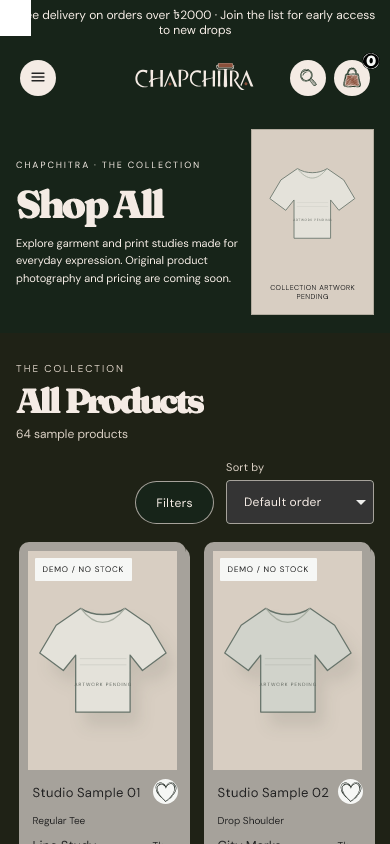 ee delivery on orders over ৳2000 · Join the list for early access
to new drops
CHAPCHITRA
0
CHAPCHITRA · THE COLLECTION
Shop All
Explore garment and print studies made for
everyday expression. Original product
photography and pricing are coming soon.
ARTWORK PENDING
COLLECTION ARTWORK
PENDING
THE COLLECTION
All Products
64 sample products
Sort by
Filters
Default order
DEMO / NO STOCK
DEMO / NO STOCK
ARTWORK PENDING
ARTWORK PENDING
Studio Sample 01
Studio Sample 02
Regular Tee
Drop Shoulder